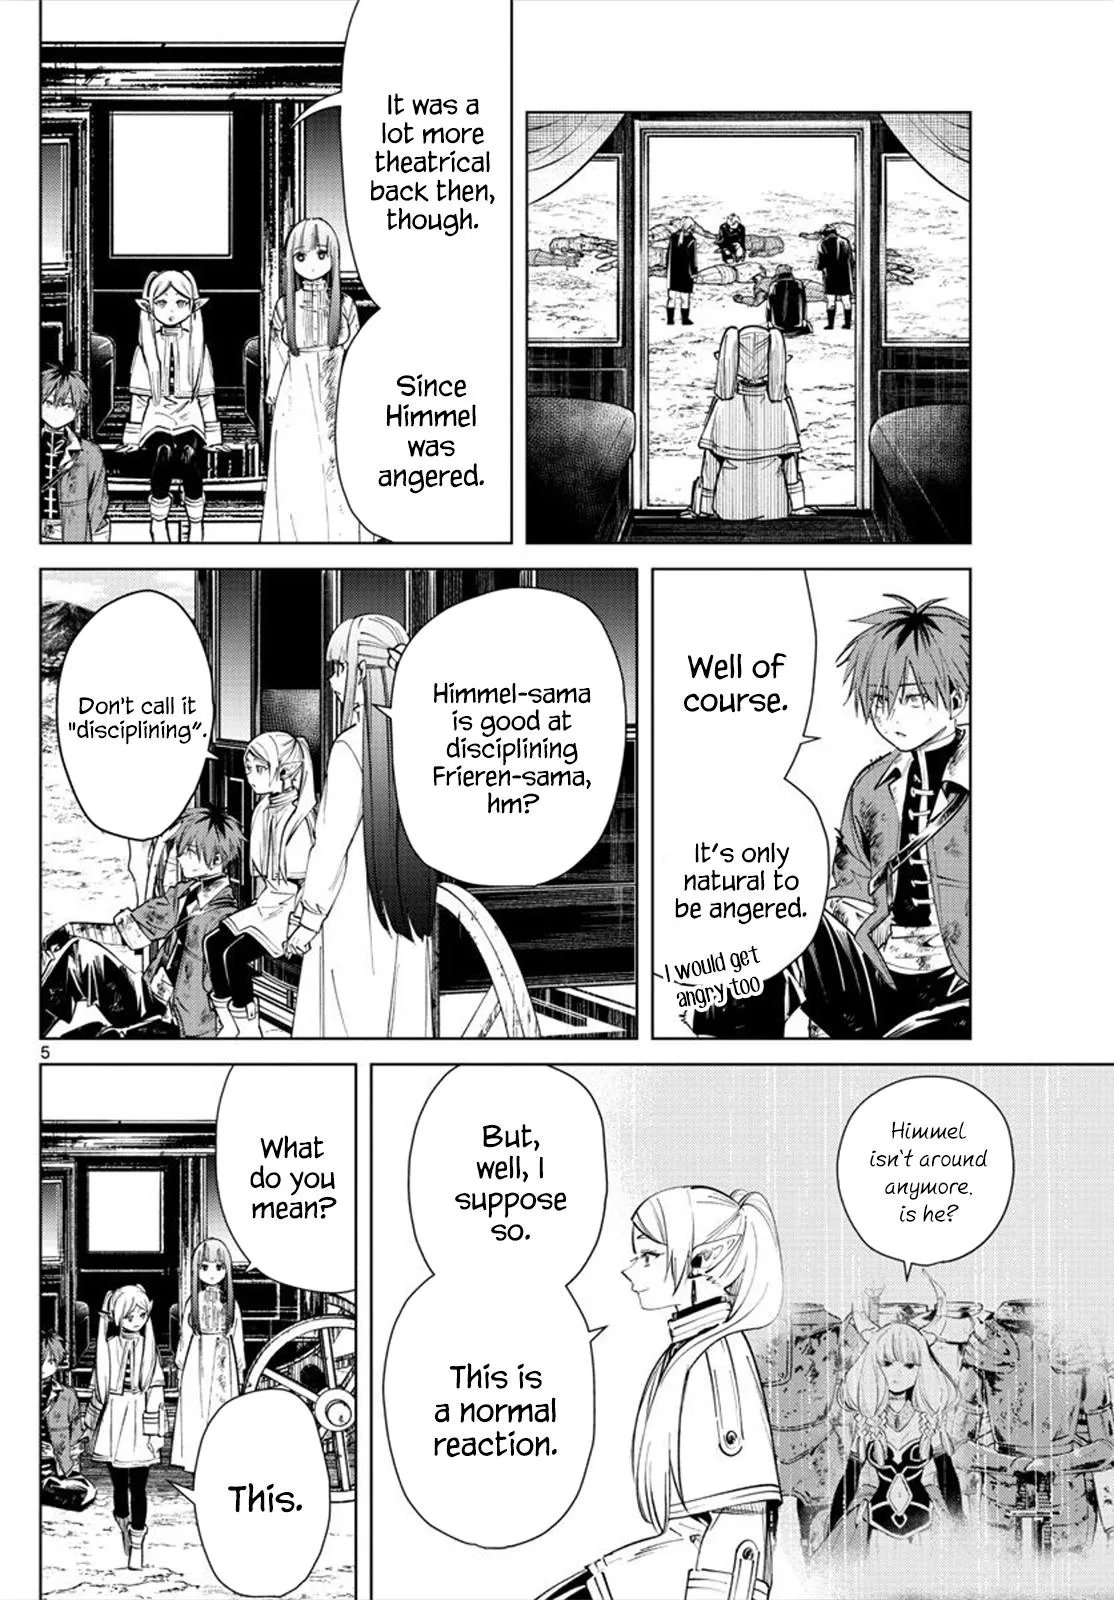 It was a
lot more
theatrical
back then,
though.
Since
Himmel
was
angered.
Well of
course.
It's only
natural to
be angered.
I would get
angry too
Himmel-sama
is good at
disciplining
Frieren-sama,
hm?
Don't call it
"disciplining".
5
Himmel
isn't around
anymore.
is he?
But,
well, I
suppose
so.
This is
a normal
reaction.
What
do you
mean?
This.